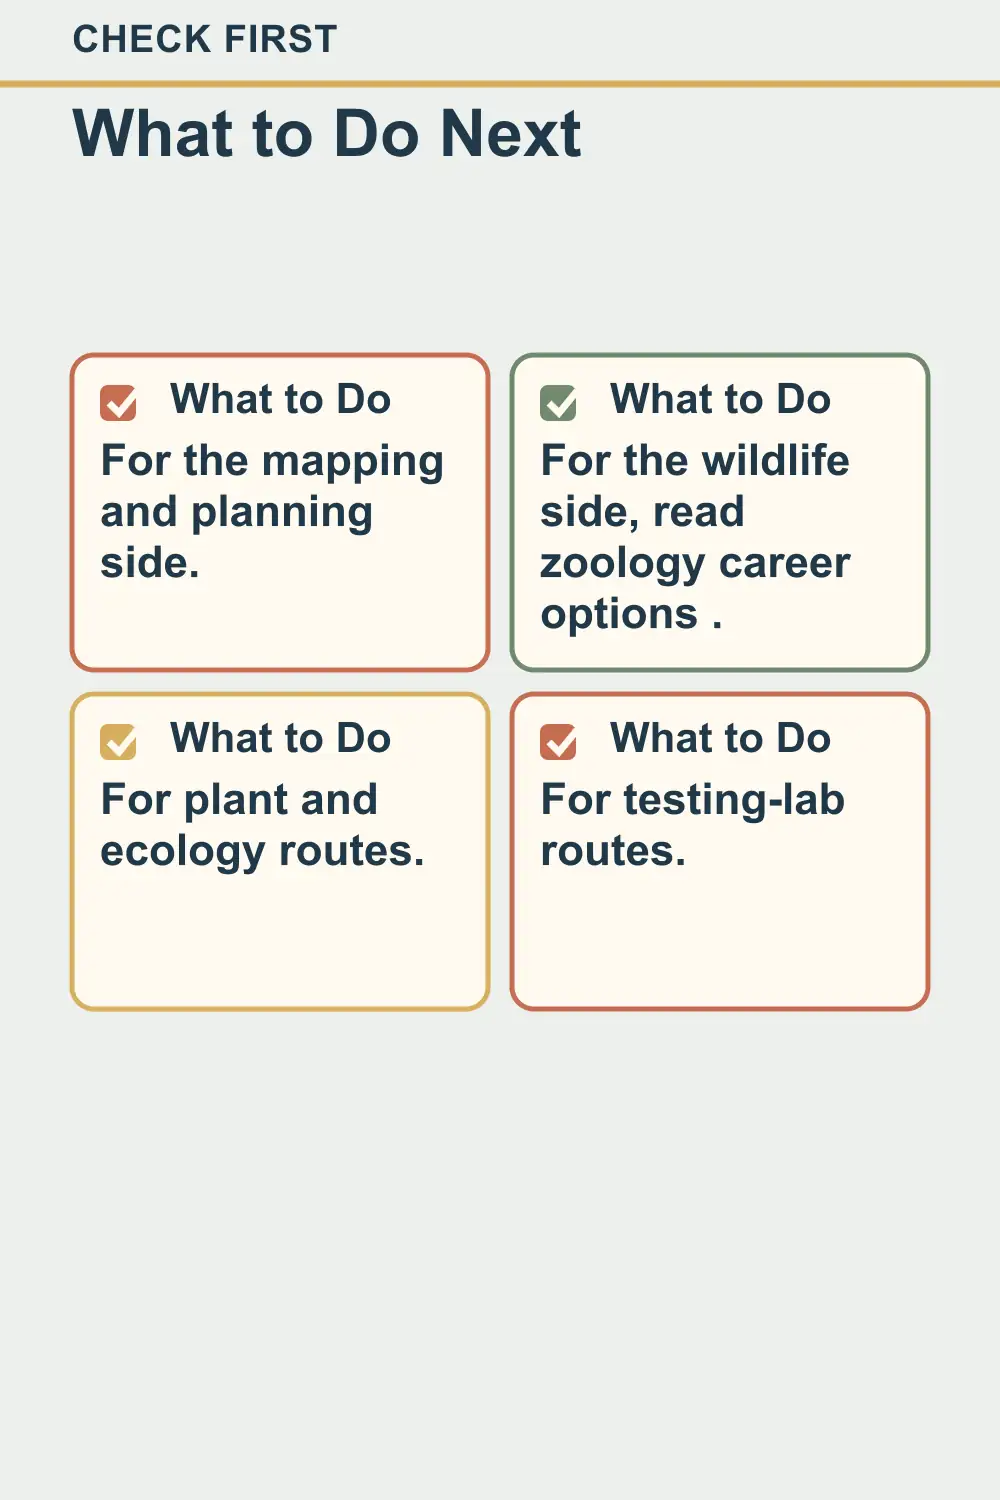 CHECK FIRST
What to Do Next
What to Do
For the mapping
and planning
side.
What to Do
For the wildlife
side, read
zoology career
options .
What to Do
For plant and
ecology routes.
What to Do
For testing-lab
routes.